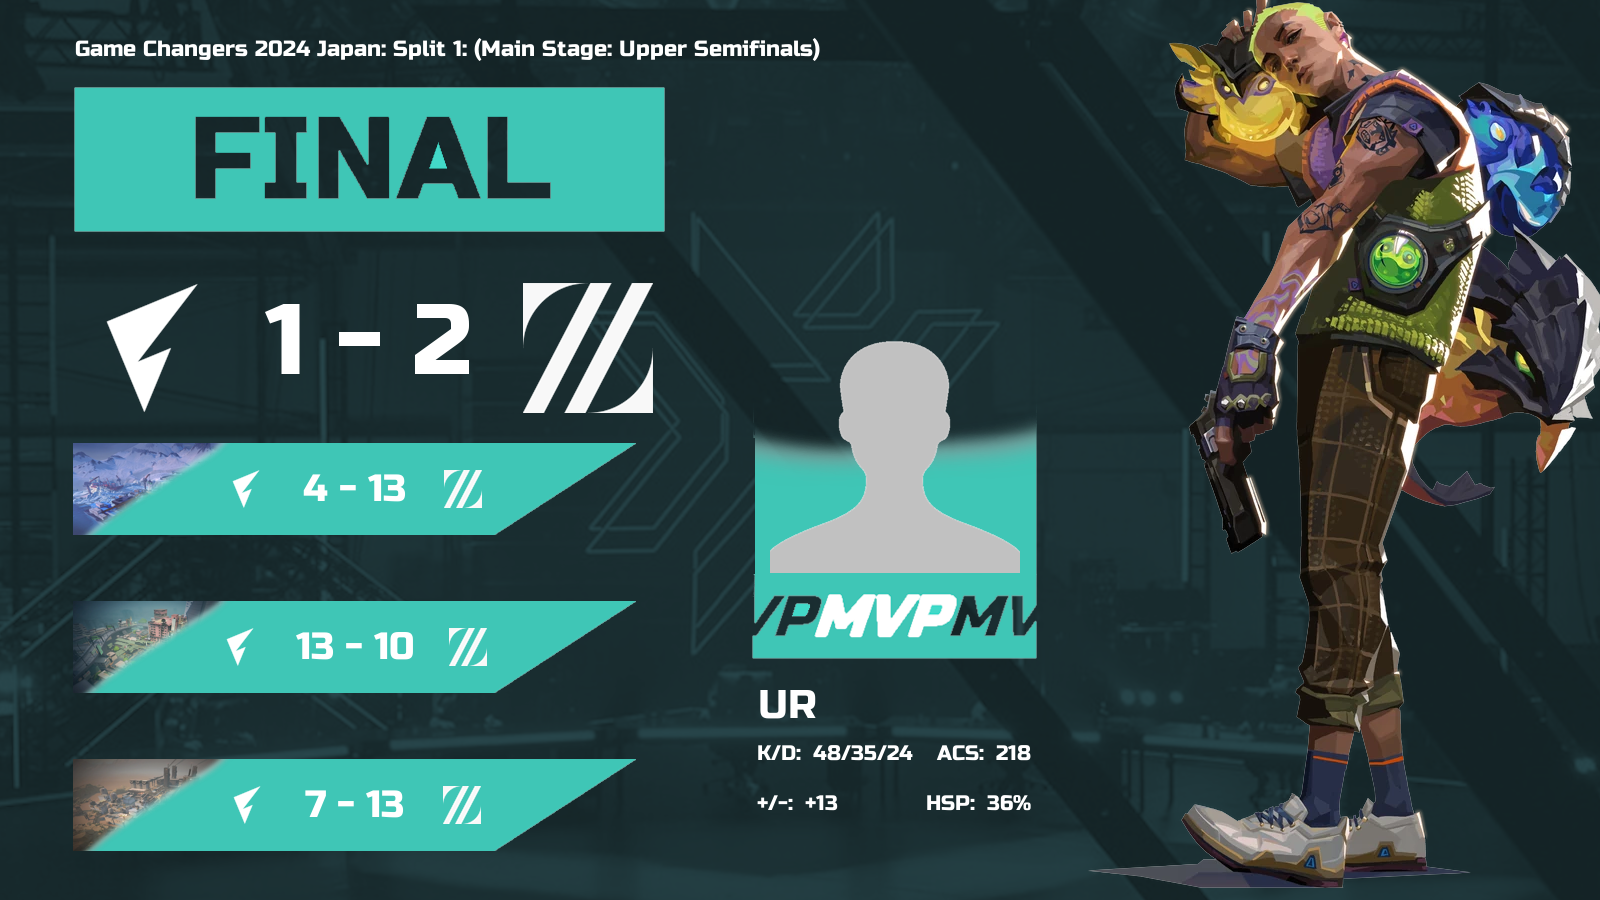 Game Changers 2024 Japan: Split 1: (Main Stage: Upper Semifinals)
FINAL
1 - 2
4 - 13
13 - 10
7 - 13
VPMVPMV
UR
K/D: 48/35/24 ACS: 218
+/-: +13 HSP: 36%